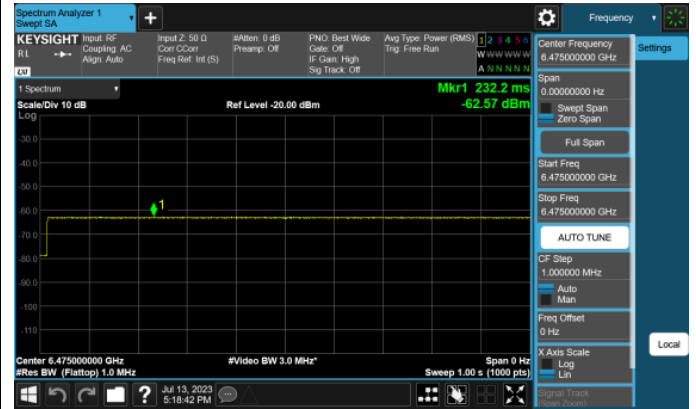 Spectrum Analyzer 1
Swept SA
+
Frequency
KEYSIGHT
RL
Input: RF
Coupling: AC
Align: Auto
Input Z: 50 Ω
Corr CCorr
Freq Ref: Int (S)
#Atten: 0 dB
Preamp: Off
PNO: Best Wide
Gate: Off
IF Gain: High
Sig Track: Off
Avg Type: Power (RMS)
Trig: Free Run
1 2 3 4 5 6
W W W W W W
A N N N N N
LXI
1 Spectrum
Scale/Div 10 dB
Ref Level -20.00 dBm
Mkr1 232.2 ms
-62.57 dBm
Log
-30.0
-40.0
-50.0
-60.0
-70.0
-80.0
-90.0
-100
-110
1
Center 6.475000000 GHz
#Video BW 3.0 MHz*
Span 0 Hz
#Res BW (Flattop) 1.0 MHz
Sweep 1.00 s (1000 pts)
?
Jul 13, 2023
5:18:42 PM
Center Frequency
6.475000000 GHz
Span
0.00000000 Hz
Swept Span
Zero Span
Full Span
Start Freq
6.475000000 GHz
Stop Freq
6.475000000 GHz
AUTO TUNE
CF Step
1.000000 MHz
Auto
Man
Freq Offset
0 Hz
X Axis Scale
Log
Lin
Signal Track
(Span Zoom)
Settings
Local